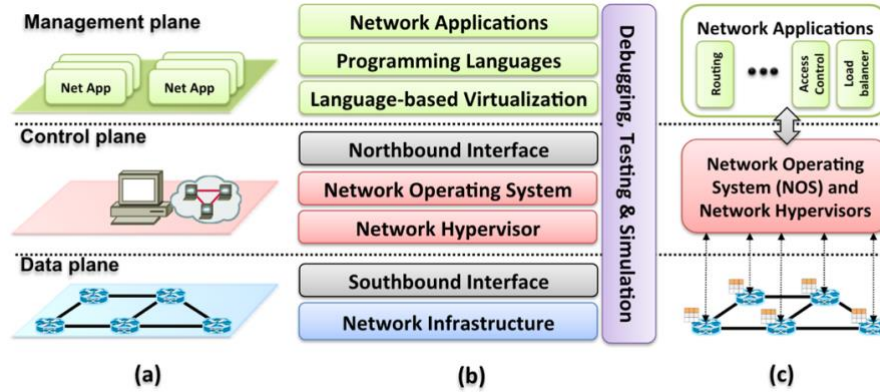 Management plane
Net App
Net App
Control plane
Data plane
(a)
Network Applications
Programming Languages
Language-based Virtualization
Northbound Interface
Network Operating System
Network Hypervisor
Southbound Interface
Network Infrastructure
Debugging, Testing & Simulation
(b)
Network Applications
Routing
•••
Access
Control
Load
balancer
Network Operating
System (NOS) and
Network Hypervisors
(c)